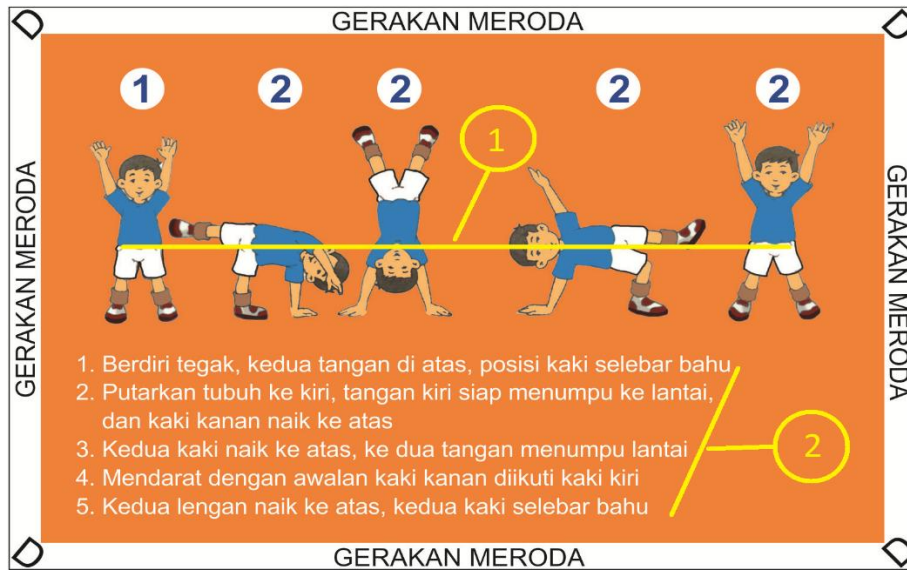 D GERAKAN MERODA D
GERAKAN MERODA
GERAKAN MERODA
1 2 2 2 2
1
1. Berdiri tegak, kedua tangan di atas, posisi kaki selebar bahu
2. Putarkan tubuh ke kiri, tangan kiri siap menumpu ke lantai,
dan kaki kanan naik ke atas
3. Kedua kaki naik ke atas, ke dua tangan menumpu lantai
4. Mendarat dengan awalan kaki kanan diikuti kaki kiri
5. Kedua lengan naik ke atas, kedua kaki selebar bahu
2
D GERAKAN MERODA D